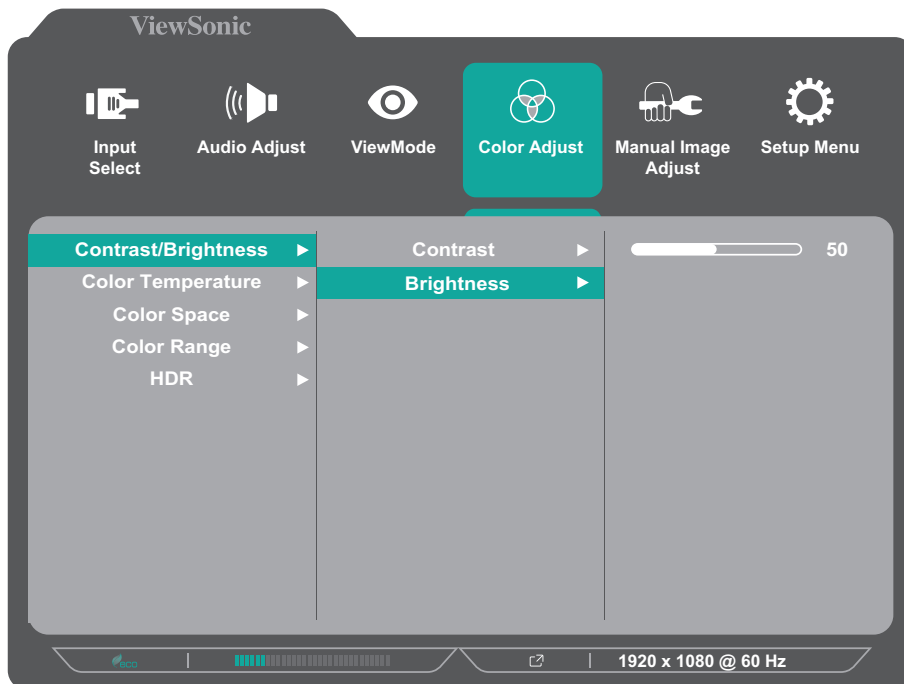 ViewSonic
Input
Select
Audio Adjust
ViewMode
Color Adjust
Manual Image
Adjust
Setup Menu
Contrast/Brightness
Color Temperature
Color Space
Color Range
HDR
Contrast
Brightness
50
eco
1920 x 1080 @ 60 Hz